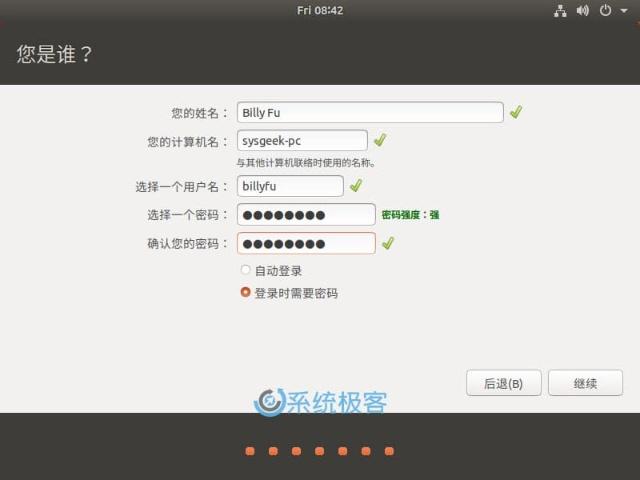 Fri 08:42
您是谁？
您的姓名： Billy Fu
您的计算机名： sysgeek-pc
与其他计算机联络时使用的名称。
选择一个用户名： billyfu
选择一个密码： ●●●●●●●● 密码强度：强
确认您的密码： ●●●●●●●●
自动登录
登录时需要密码
后退(B) 继续
系统极客